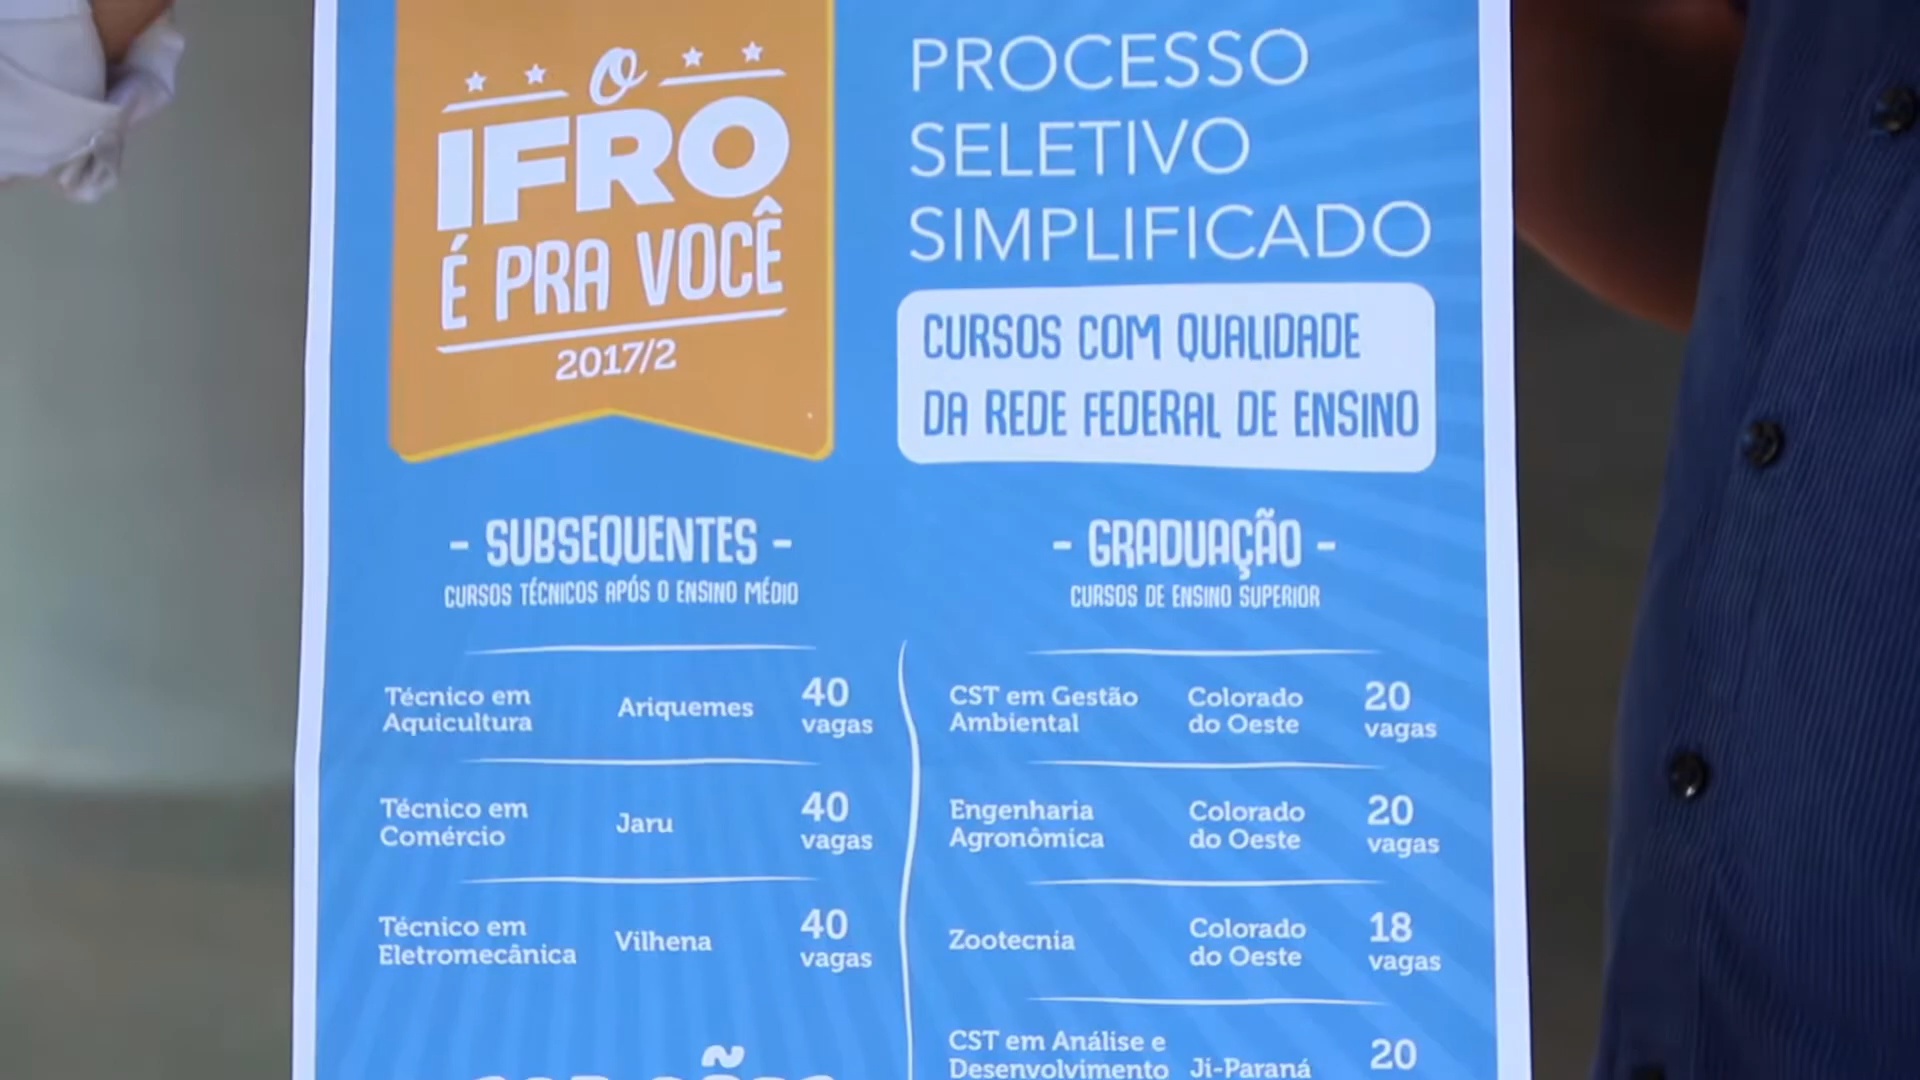 O
IFRO
É PRA VOCÊ
2017/2
PROCESSO
SELETIVO
SIMPLIFICADO
CURSOS COM QUALIDADE
DA REDE FEDERAL DE ENSINO
- SUBSEQUENTES -
CURSOS TÉCNICOS APÓS O ENSINO MÉDIO
Técnico em
Aquicultura
Ariquemes
40
vagas
Técnico em
Comércio
Jaru
40
vagas
Técnico em
Eletromecânica
Vilhena
40
vagas
- GRADUAÇÃO -
CURSOS DE ENSINO SUPERIOR
CST em Gestão
Ambiental
Colorado
do Oeste
20
vagas
Engenharia
Agronômica
Colorado
do Oeste
20
vagas
Zootecnia
Colorado
do Oeste
18
vagas
CST em Análise e
Desenvolvimento
Ji-Paraná
20